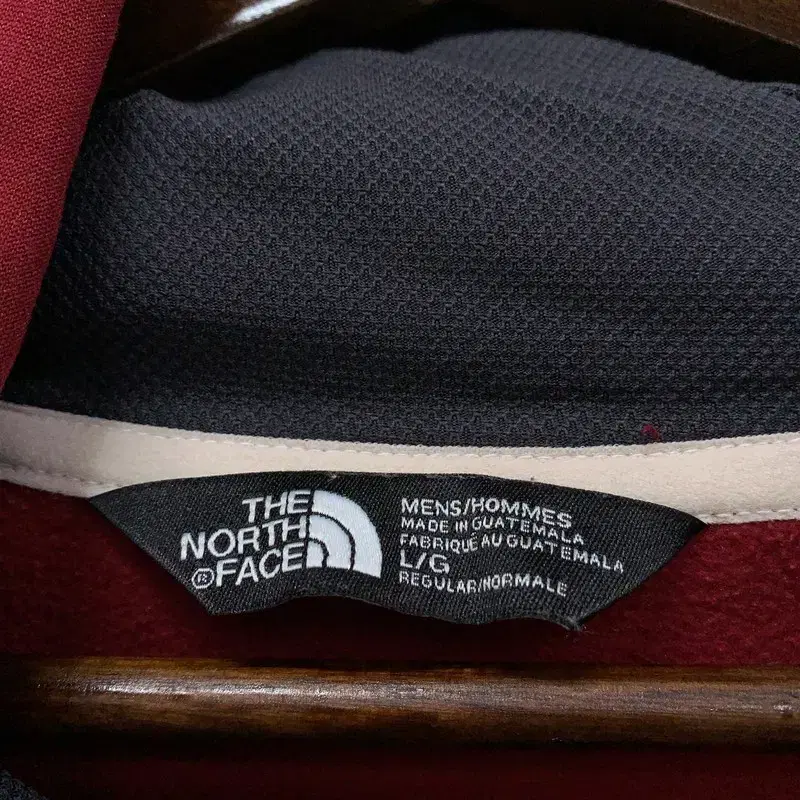 THE
NORTH
®FACE
MENS/HOMMES
MADE IN GUATEMALA
FABRIQUÉ AU GUATEMALA
L/G
REGULAR/NORMALE